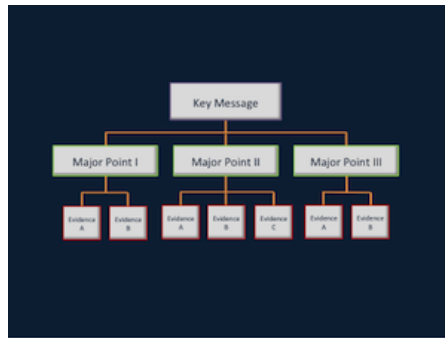 Key Message
Major Point I
Major Point II
Major Point III
Evidence
A
Evidence
B
Evidence
A
Evidence
B
Evidence
C
Evidence
A
Evidence
B